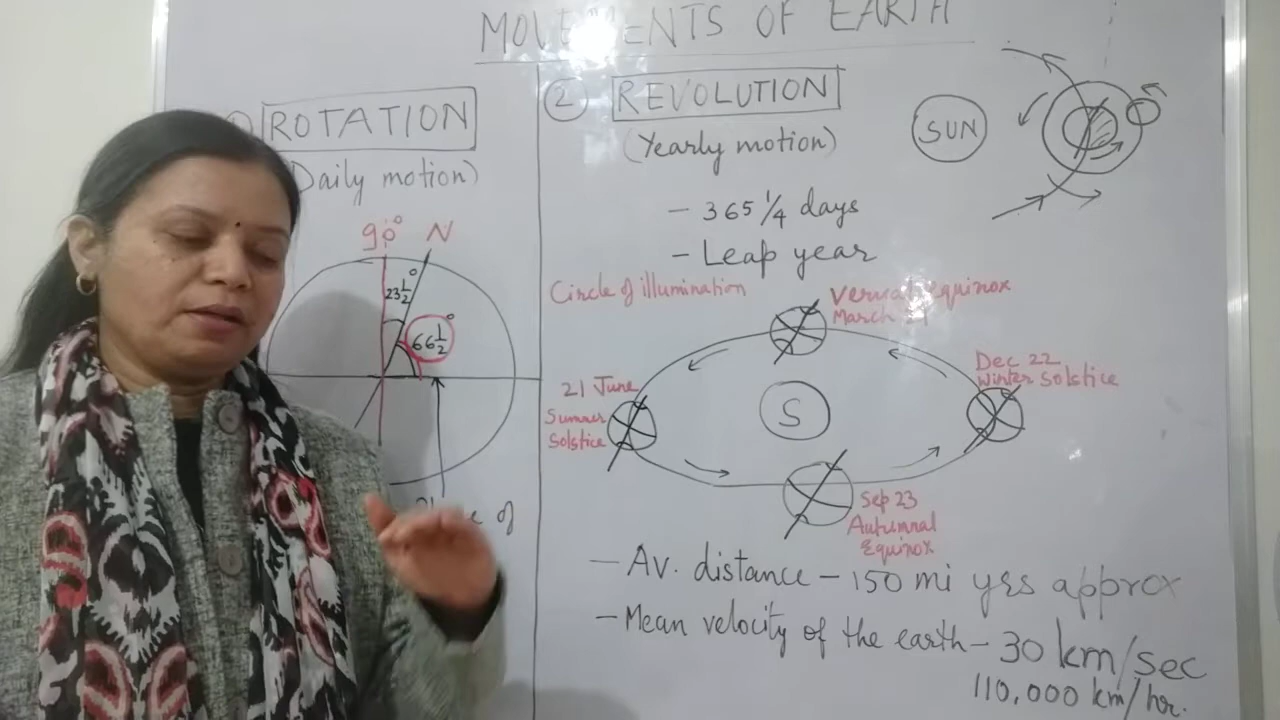 MOVEMENTS OF EARTH
ROTATION
Daily motion)
90° N
23 1/2°
66 1/2°
e of
2 REVOLUTION
(Yearly motion)
- 365 1/4 days
- Leap year
SUN
Circle of illumination
Vernal equinox
March
Dec 22
Winter Solstice
21 June
Summer
Solstice
S
Sep 23
Autumnal
Equinox
- Av. distance - 150 mi yrs approx
- Mean velocity of the earth - 30 km/sec
110,000 km/hr.